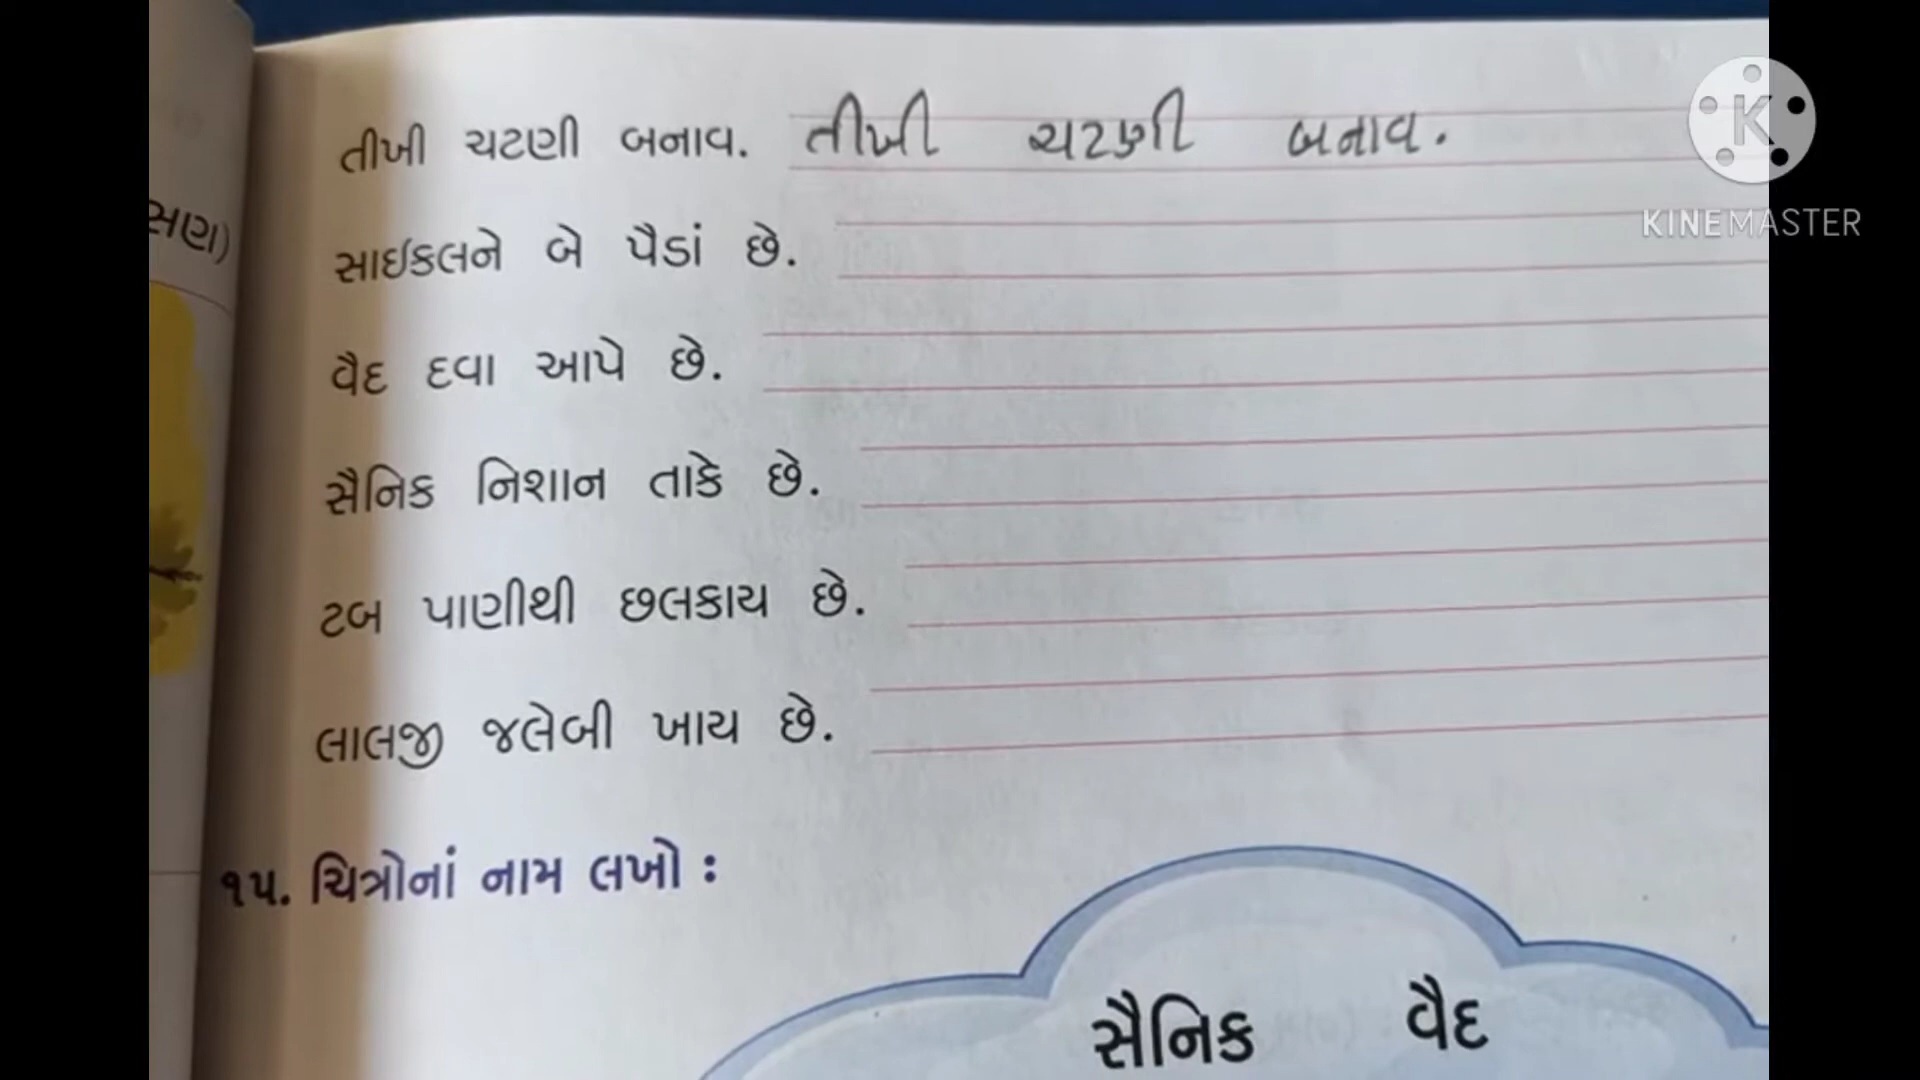 તીખી ચટણી બનાવ. તીખી ચટણી બનાવ.
સાઇકલને બે પૈડાં છે.
વૈદ દવા આપે છે.
સૈનિક નિશાન તાકે છે.
ટબ પાણીથી છલકાય છે.
લાલજી જલેબી ખાય છે.
૧૫. ચિત્રોનાં નામ લખો :
સૈનિક વૈદ
K
KINEMASTER